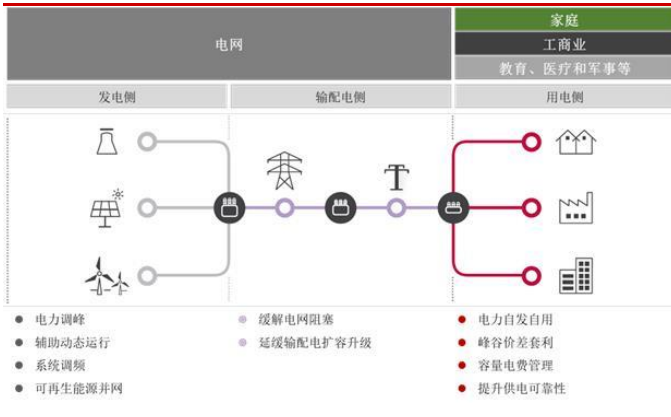 电网
家庭
工商业
教育、医疗和军事等
发电侧
输配电侧
用电侧
电力调峰
辅助动态运行
系统调频
可再生能源并网
缓解电网阻塞
延缓输配电扩容升级
电力自发自用
峰谷价差套利
容量电费管理
提升供电可靠性